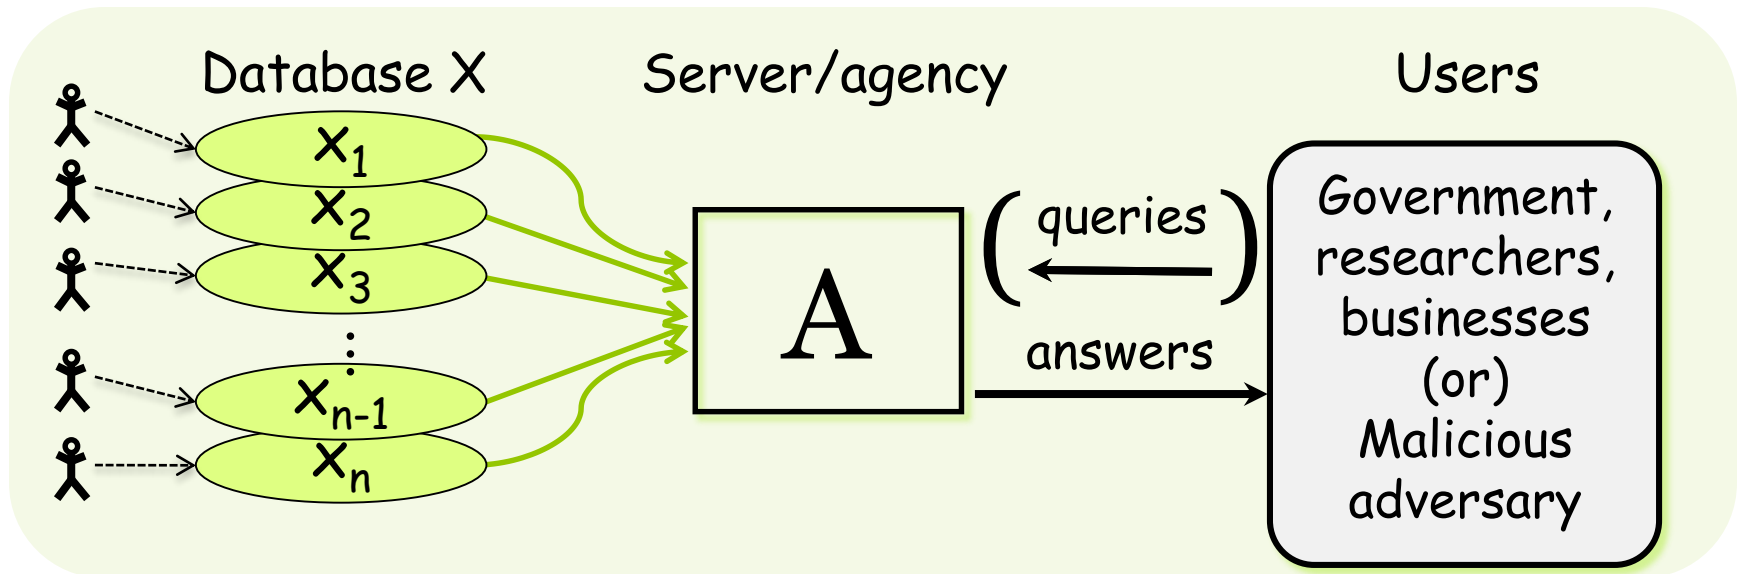 Database X
Server/agency
Users
x1
x2
x3
⋮
xn-1
xn
A
( queries )
answers
Government,
researchers,
businesses
(or)
Malicious
adversary